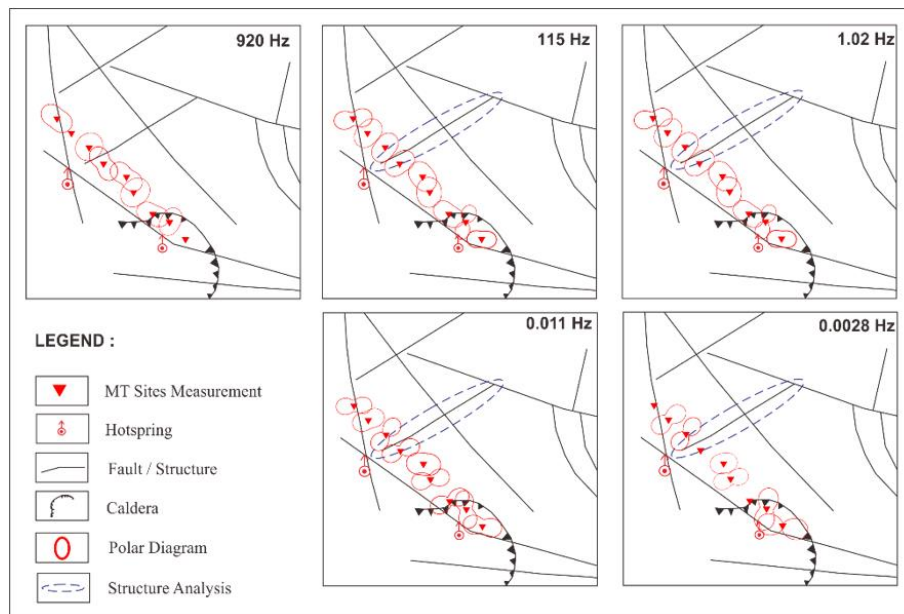 920 Hz
115 Hz
1.02 Hz
0.011 Hz
0.0028 Hz
LEGEND :
MT Sites Measurement
Hotspring
Fault / Structure
Caldera
Polar Diagram
Structure Analysis